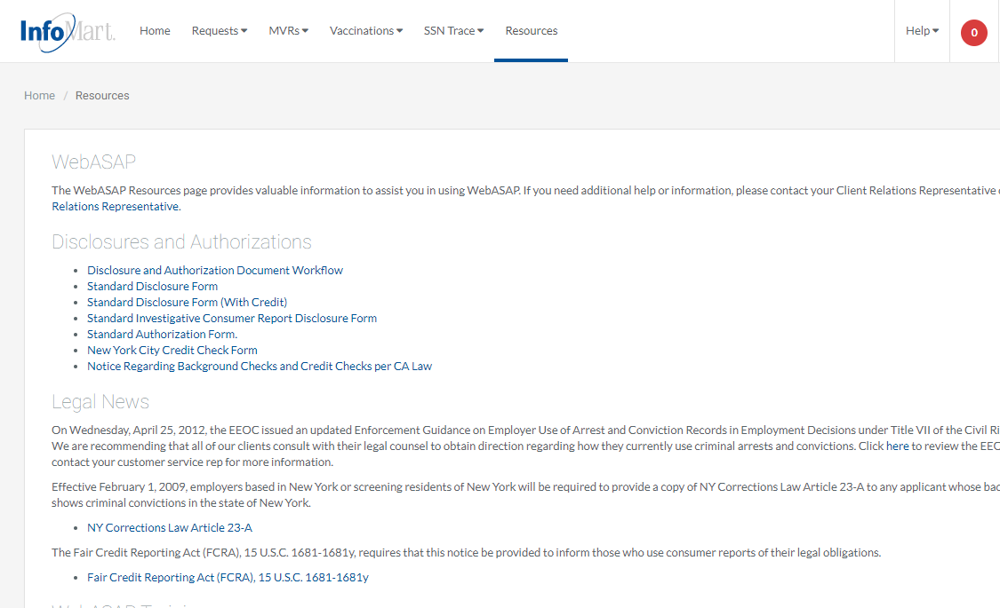 InfoMart.
Home Requests MVRs Vaccinations SSN Trace Resources Help 0
Home / Resources
WebASAP
The WebASAP Resources page provides valuable information to assist you in using WebASAP. If you need additional help or information, please contact your Client Relations Representative
Relations Representative.
Disclosures and Authorizations
• Disclosure and Authorization Document Workflow
• Standard Disclosure Form
• Standard Disclosure Form (With Credit)
• Standard Investigative Consumer Report Disclosure Form
• Standard Authorization Form.
• New York City Credit Check Form
• Notice Regarding Background Checks and Credit Checks per CA Law
Legal News
On Wednesday, April 25, 2012, the EEOC issued an updated Enforcement Guidance on Employer Use of Arrest and Conviction Records in Employment Decisions under Title VII of the Civil Ri
We are recommending that all of our clients consult with their legal counsel to obtain direction regarding how they currently use criminal arrests and convictions. Click here to review the EEO
contact your customer service rep for more information.
Effective February 1, 2009, employers based in New York or screening residents of New York will be required to provide a copy of NY Corrections Law Article 23-A to any applicant whose bac
shows criminal convictions in the state of New York.
• NY Corrections Law Article 23-A
The Fair Credit Reporting Act (FCRA), 15 U.S.C. 1681-1681y, requires that this notice be provided to inform those who use consumer reports of their legal obligations.
• Fair Credit Reporting Act (FCRA), 15 U.S.C. 1681-1681y